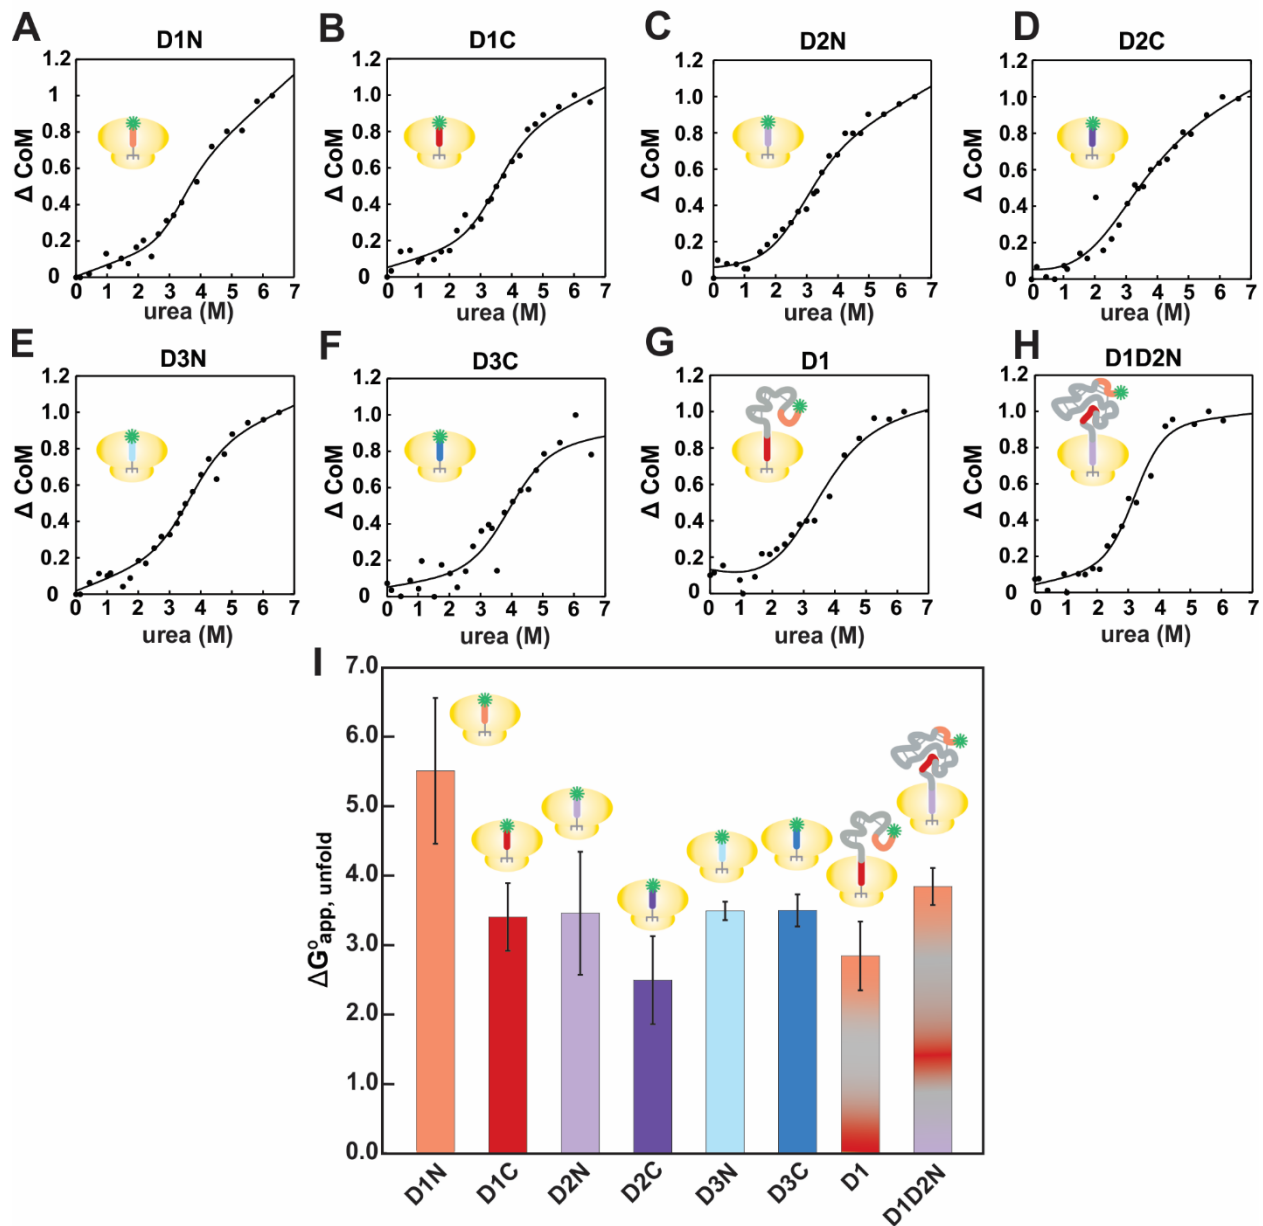 A
D1N
1.2
1
0.8
0.6
0.4
0.2
0
Δ CoM
0 1 2 3 4 5 6 7
urea (M)
B
D1C
1.2
1
0.8
0.6
0.4
0.2
0
Δ CoM
0 1 2 3 4 5 6 7
urea (M)
C
D2N
1.2
1
0.8
0.6
0.4
0.2
0
Δ CoM
0 1 2 3 4 5 6 7
urea (M)
D
D2C
1.2
1
0.8
0.6
0.4
0.2
0
Δ CoM
0 1 2 3 4 5 6 7
urea (M)
E
D3N
1.2
1.0
0.8
0.6
0.4
0.2
0
Δ CoM
0 1 2 3 4 5 6 7
urea (M)
F
D3C
1.2
1.0
0.8
0.6
0.4
0.2
0
Δ CoM
0 1 2 3 4 5 6 7
urea (M)
G
D1
1.2
1.0
0.8
0.6
0.4
0.2
0
Δ CoM
0 1 2 3 4 5 6 7
urea (M)
H
D1D2N
1.2
1.0
0.8
0.6
0.4
0.2
0
Δ CoM
0 1 2 3 4 5 6 7
urea (M)
I
7.0
6.0
5.0
4.0
3.0
2.0
1.0
0.0
ΔG°app, unfold
D1N
D1C
D2N
D2C
D3N
D3C
D1
D1D2N